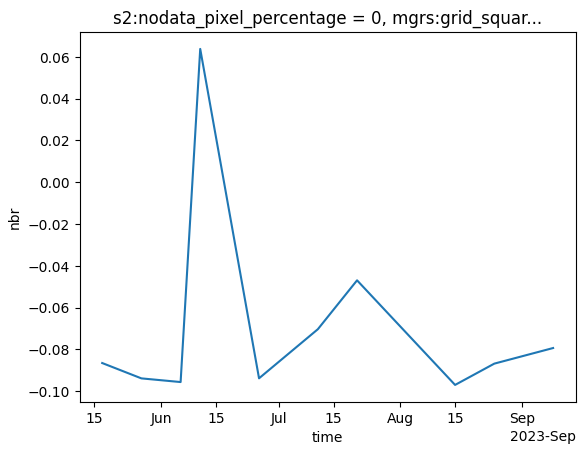 s2:nodata_pixel_percentage = 0, mgrs:grid_squar...
0.06
0.04
0.02
0.00
−0.02
−0.04
−0.06
−0.08
−0.10
nbr
15 Jun 15 Jul 15 Aug 15 Sep
2023-Sep
time